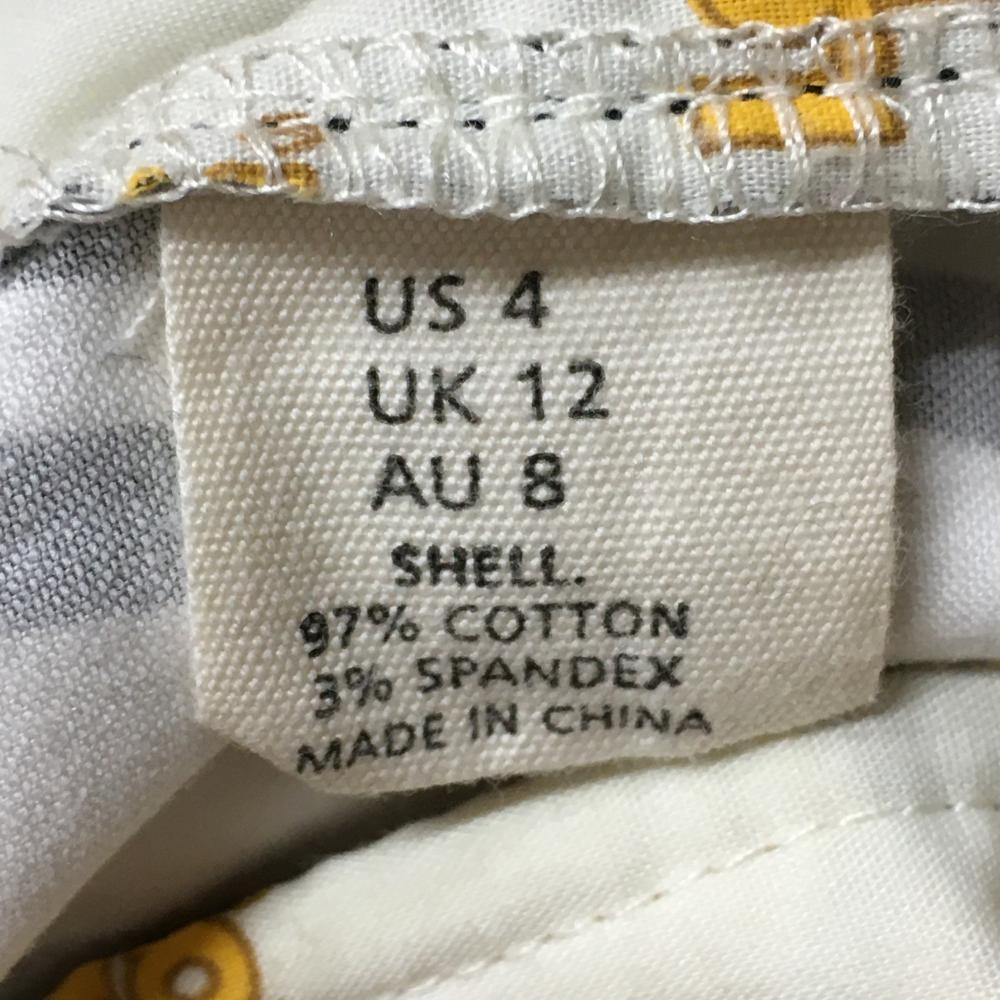 US 4
UK 12
AU 8
SHELL.
97% COTTON
3% SPANDEX
MADE IN CHINA